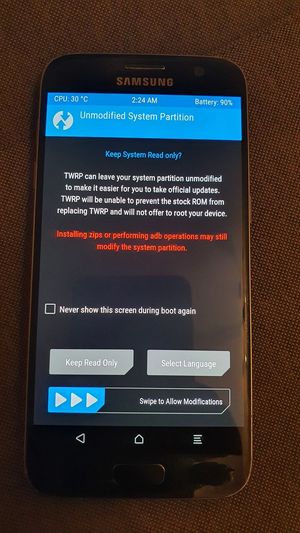 SAMSUNG
CPU: 30 °C
2:24 AM
Battery: 90%
Unmodified System Partition
Keep System Read only?
TWRP can leave your system partition unmodified
to make it easier for you to take official updates.
TWRP will be unable to prevent the stock ROM from
replacing TWRP and will not offer to root your device.
Installing zips or performing adb operations may still
modify the system partition.
Never show this screen during boot again
Keep Read Only
Select Language
Swipe to Allow Modifications